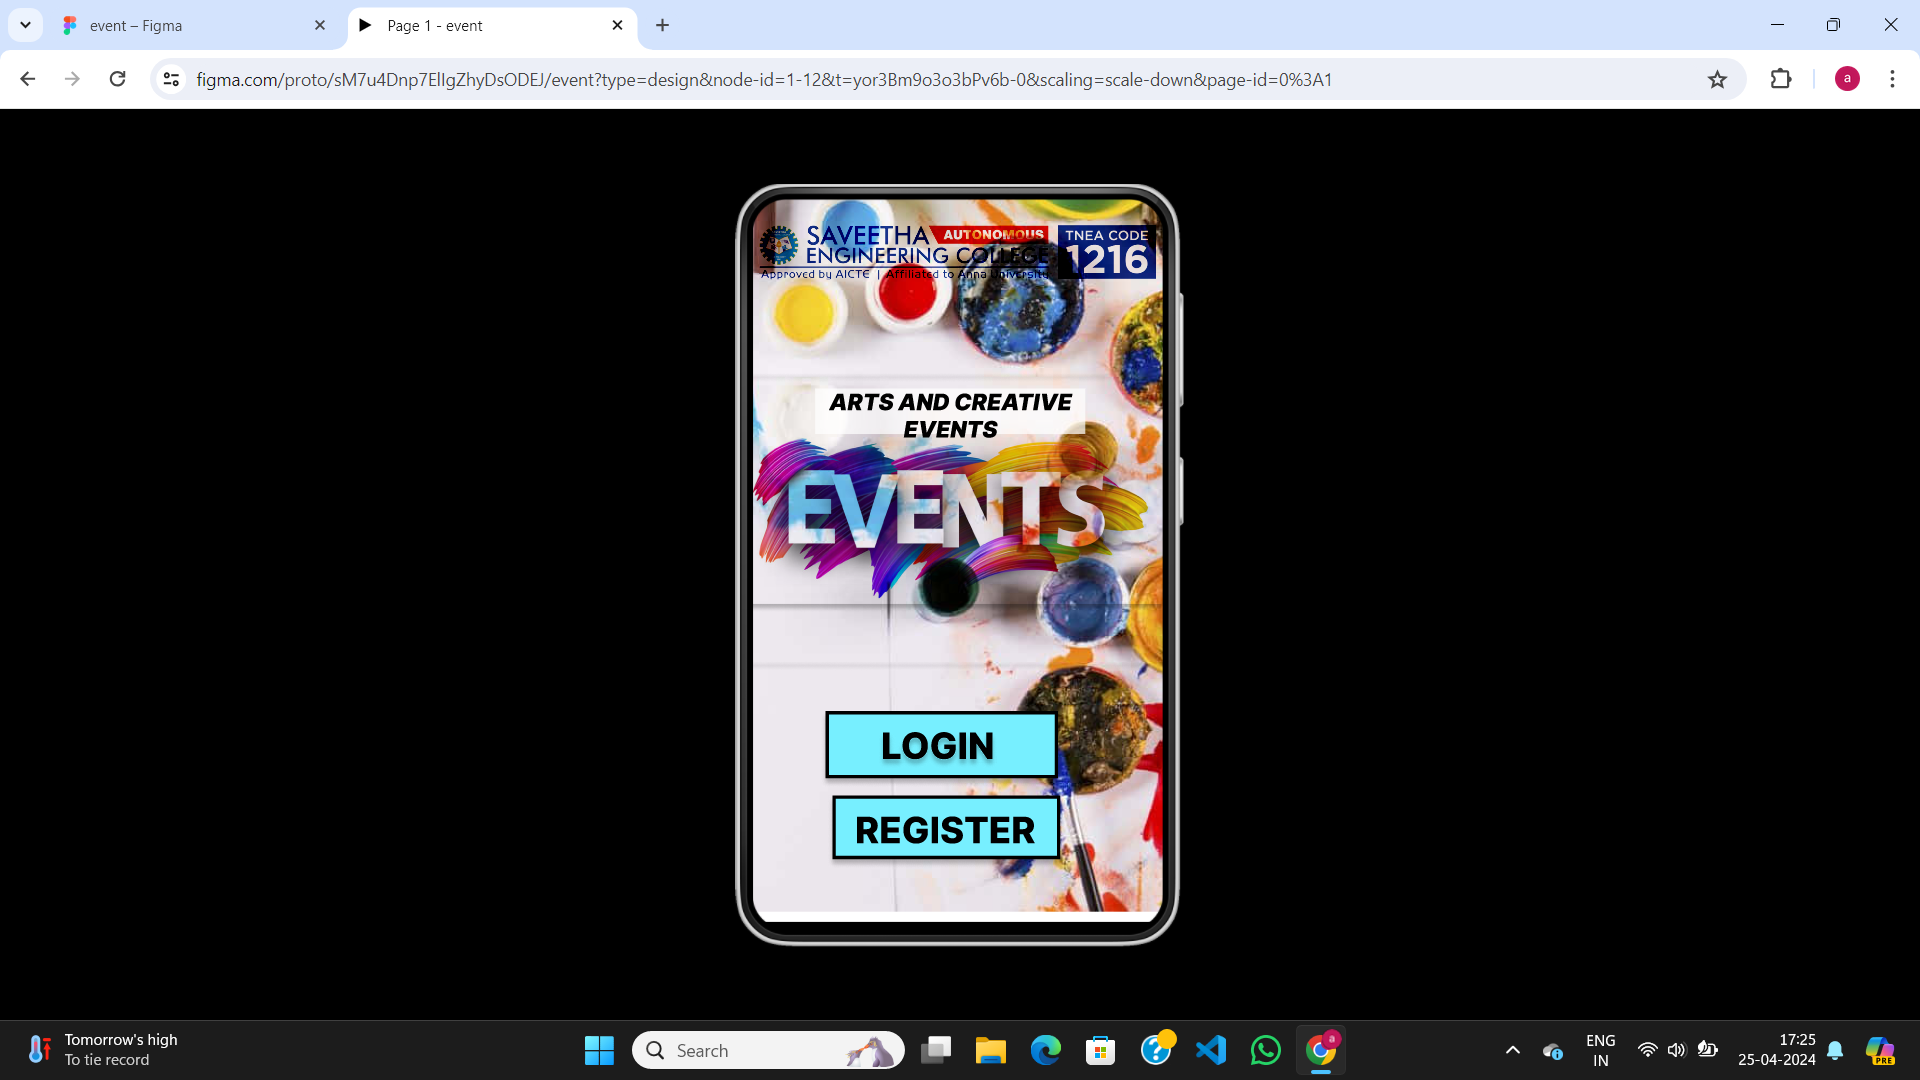 event – Figma
Page 1 - event
figma.com/proto/sM7u4Dnp7EllgZhyDsODEJ/event?type=design&node-id=1-12&t=yor3Bm9o3o3bPv6b-0&scaling=scale-down&page-id=0%3A1
a
SAVEETHA AUTONOMOUS
ENGINEERING COLLEGE
Approved by AICTE | Affiliated to Anna University
TNEA CODE
1216
ARTS AND CREATIVE
EVENTS
EVENTS
LOGIN
REGISTER
Tomorrow's high
To tie record
Search
a
ENG
IN
17:25
25-04-2024
PRE